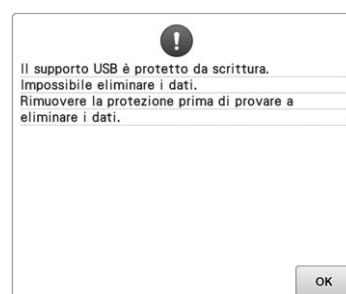 Il supporto USB è protetto da scrittura.
Impossibile eliminare i dati.
Rimuovere la protezione prima di provare a
eliminare i dati.
OK